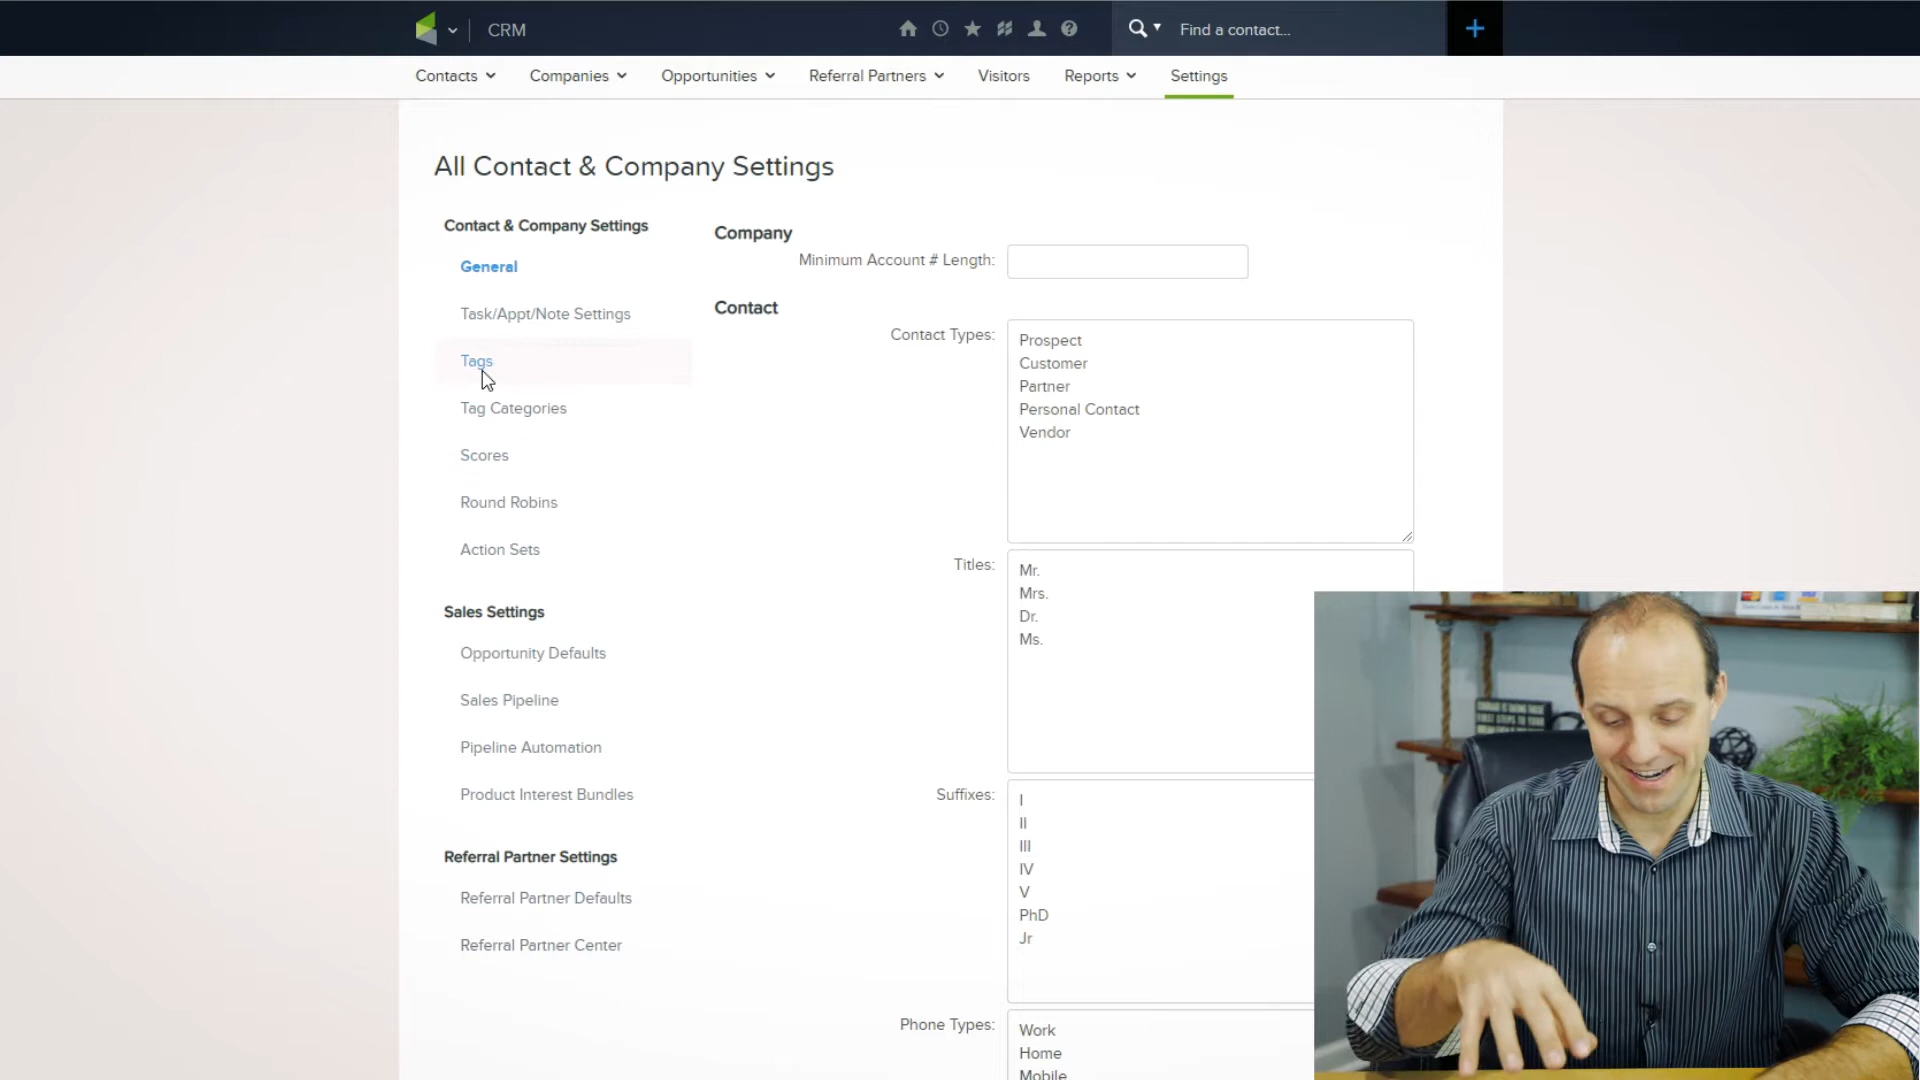 CRM
Find a contact...
Contacts
Companies
Opportunities
Referral Partners
Visitors
Reports
Settings
All Contact & Company Settings
Contact & Company Settings
General
Task/Appt/Note Settings
Tags
Tag Categories
Scores
Round Robins
Action Sets
Sales Settings
Opportunity Defaults
Sales Pipeline
Pipeline Automation
Product Interest Bundles
Referral Partner Settings
Referral Partner Defaults
Referral Partner Center
Company
Minimum Account # Length:
Contact
Contact Types:
Prospect
Customer
Partner
Personal Contact
Vendor
Titles:
Mr.
Mrs.
Dr.
Ms.
Suffixes:
I
II
III
IV
V
PhD
Jr
Phone Types:
Work
Home
Mobile